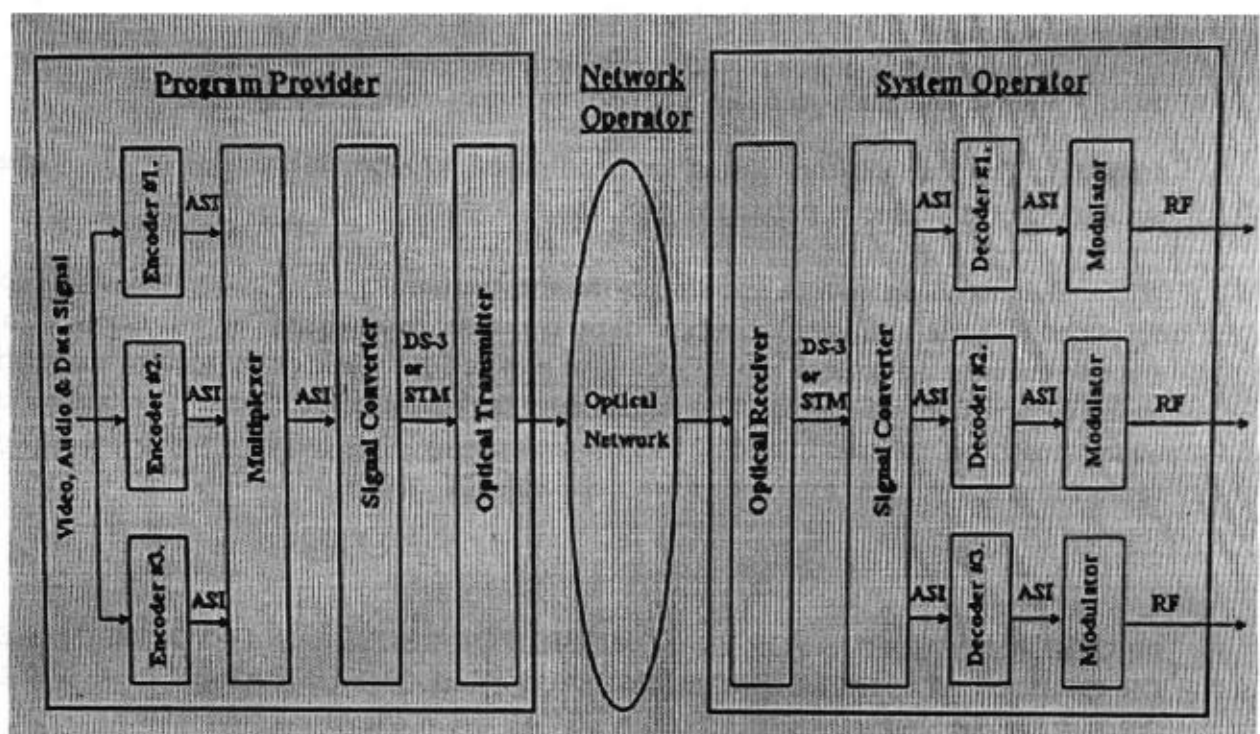 Program Provider
Network
Operator
System Operator
Video, Audio & Data Signal
Encoder #1.
ASI
Encoder #2.
ASI
Encoder #3.
ASI
Multiplexer
ASI
Signal Converter
DS-3
or
STM
Optical Transmitter
Optical
Network
Optical Receiver
DS-3
or
STM
Signal Converter
ASI
Decoder #1.
ASI
Modulator
RF
ASI
Decoder #2.
ASI
Modulator
RF
ASI
Decoder #3.
ASI
Modulator
RF